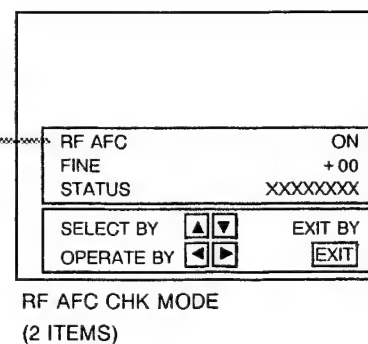 RF AFC ON
FINE +00
STATUS XXXXXXXX
SELECT BY ▲ ▼ EXIT BY
OPERATE BY ◀ ▶ EXIT
RF AFC CHK MODE
(2 ITEMS)